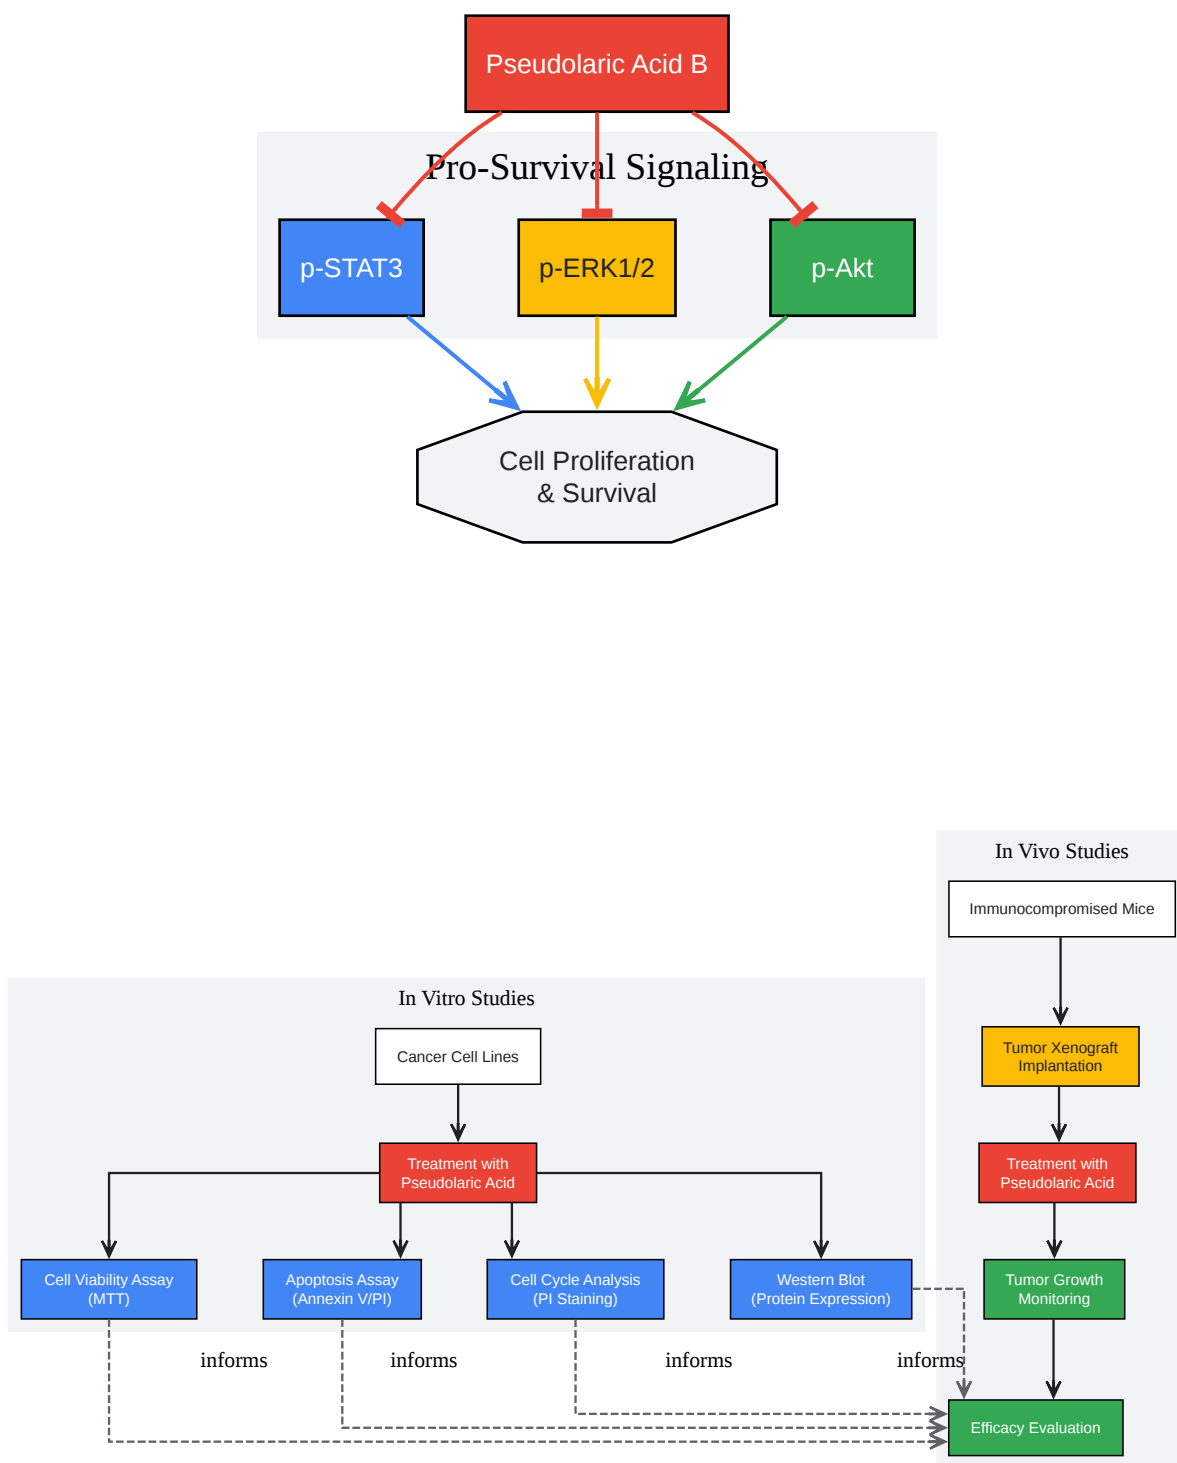 Pseudolaric Acid B
Pro-Survival Signaling
p-STAT3
p-ERK1/2
p-Akt
Cell Proliferation
& Survival
In Vivo Studies
Immunocompromised Mice
In Vitro Studies
Cancer Cell Lines
Tumor Xenograft
Implantation
Treatment with
Pseudolaric Acid
Treatment with
Pseudolaric Acid
Cell Viability Assay
(MTT)
Apoptosis Assay
(Annexin V/PI)
Cell Cycle Analysis
(PI Staining)
Western Blot
(Protein Expression)
Tumor Growth
Monitoring
informs
informs
informs
informs
Efficacy Evaluation